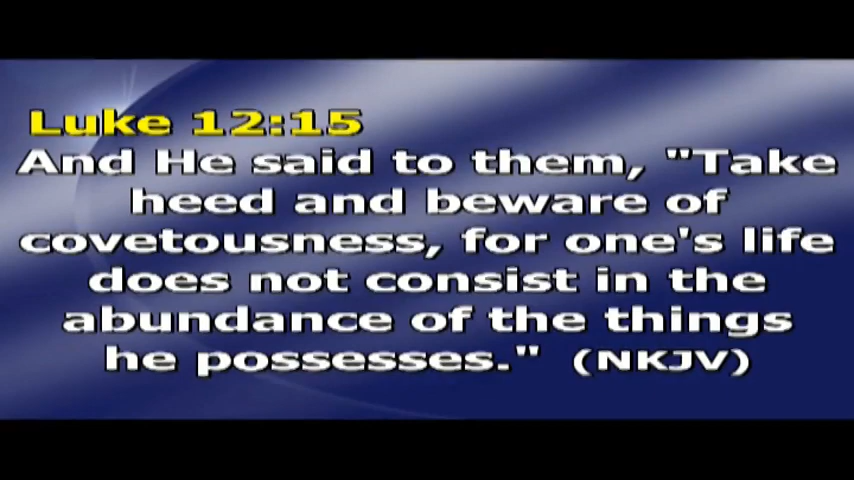 Luke 12:15
And He said to them, "Take
heed and beware of
covetousness, for one's life
does not consist in the
abundance of the things
he possesses." (NKJV)